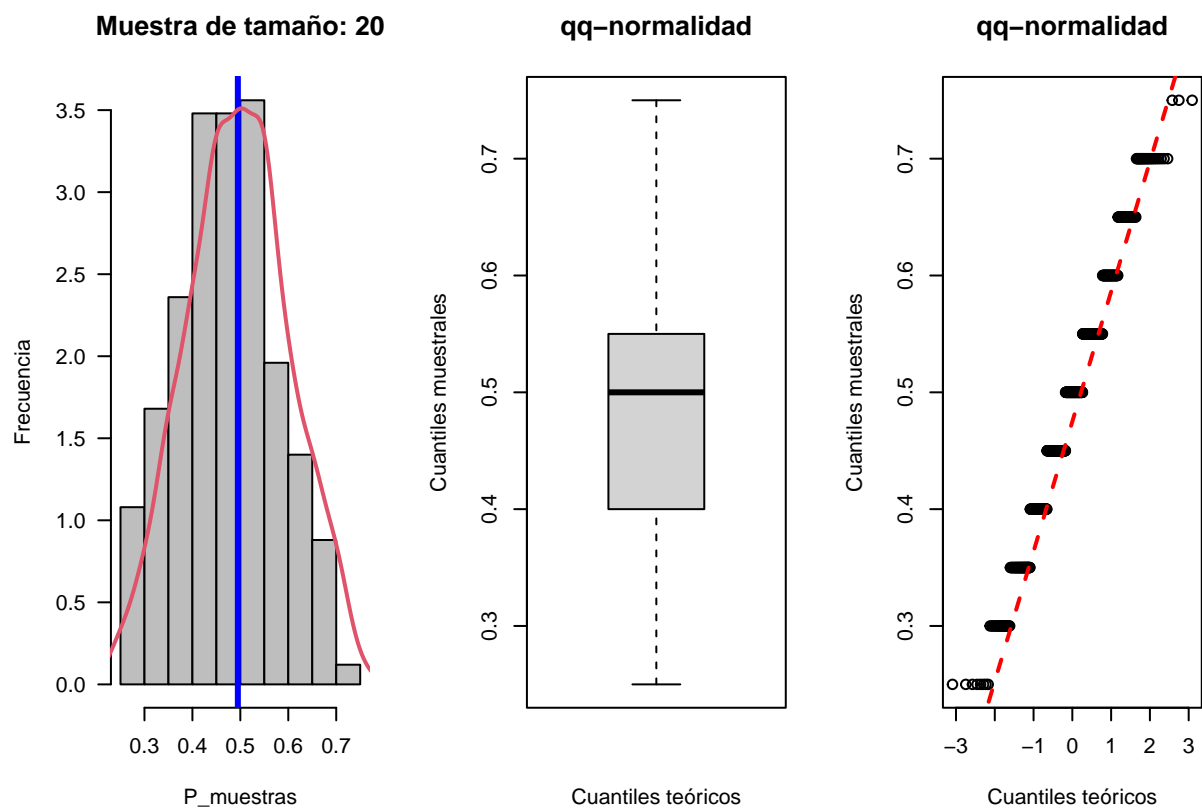 Muestra de tamaño: 20
Frecuencia
3.5
3.0
2.5
2.0
1.5
1.0
0.5
0.0
0.3 0.4 0.5 0.6 0.7
P_muestras
qq−normalidad
Cuantiles muestrales
0.7
0.6
0.5
0.4
0.3
Cuantiles teóricos
qq−normalidad
Cuantiles muestrales
0.7
0.6
0.5
0.4
0.3
−3 −1 0 1 2 3
Cuantiles teóricos